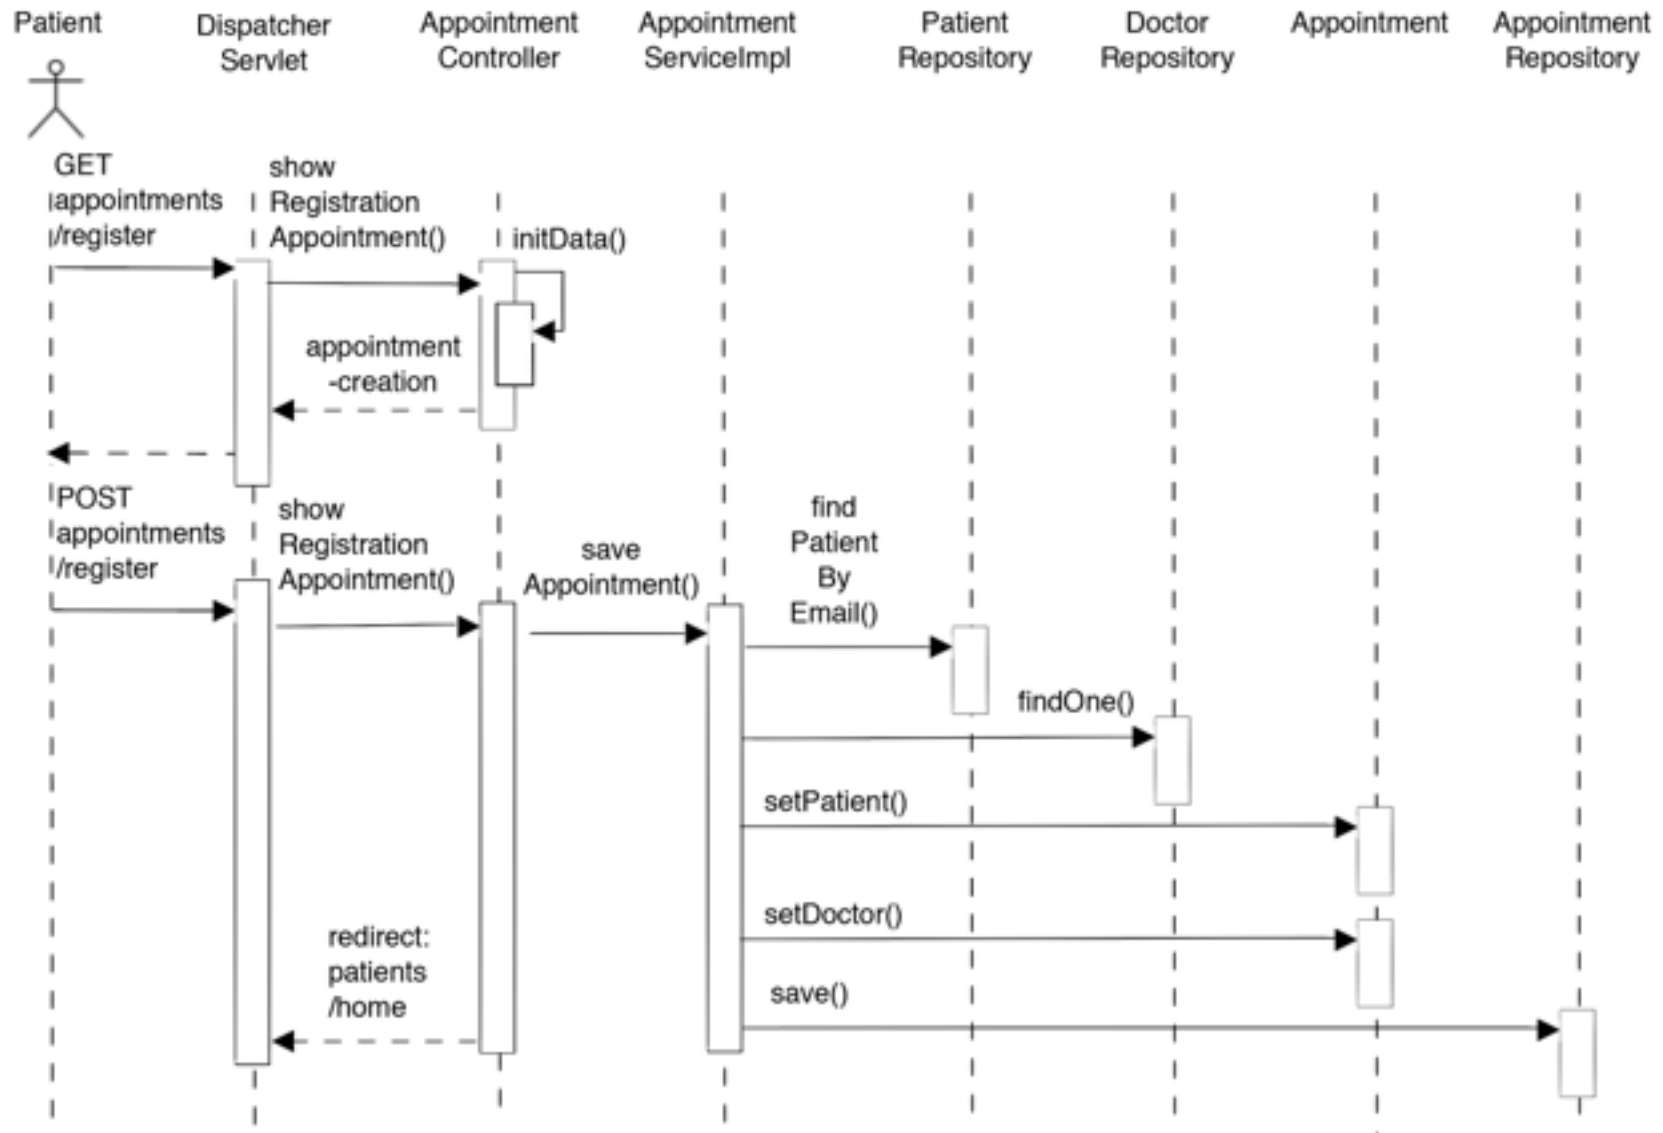 Patient
Dispatcher
Servlet
Appointment
Controller
Appointment
ServiceImpl
Patient
Repository
Doctor
Repository
Appointment
Appointment
Repository
GET
appointments
/register
show
Registration
Appointment()
initData()
appointment
-creation
POST
appointments
/register
show
Registration
Appointment()
save
Appointment()
find
Patient
By
Email()
findOne()
setPatient()
setDoctor()
redirect:
patients
/home
save()